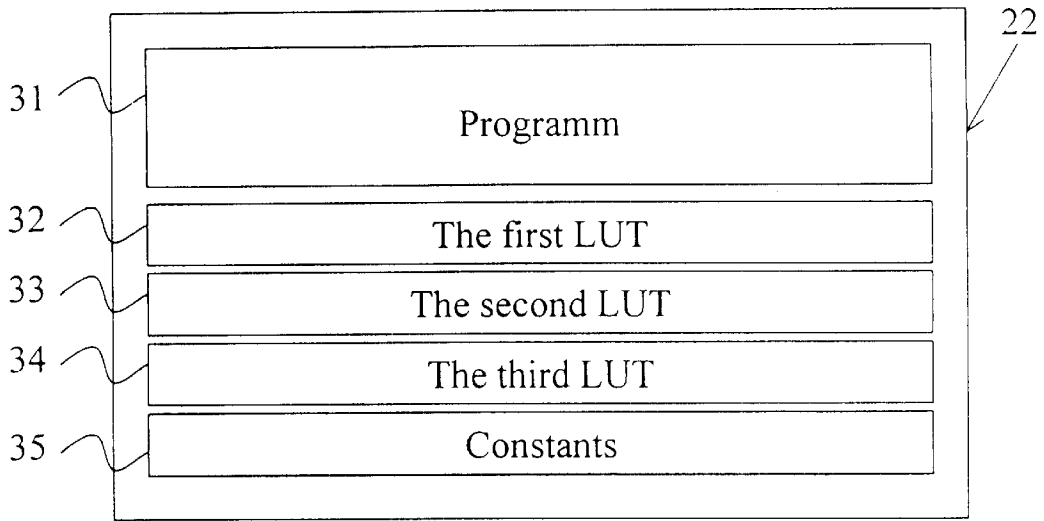 22
31
Programm
32
The first LUT
33
The second LUT
34
The third LUT
35
Constants